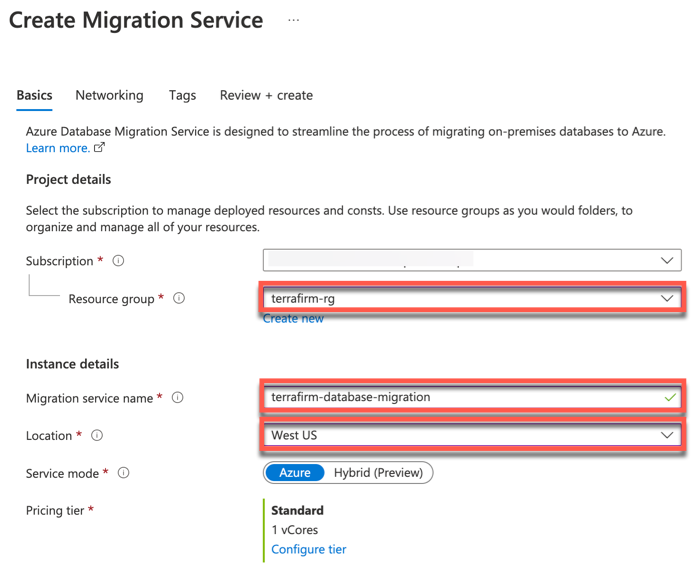 Create Migration Service ...
Basics Networking Tags Review + create
Azure Database Migration Service is designed to streamline the process of migrating on-premises databases to Azure.
Learn more.
Project details
Select the subscription to manage deployed resources and consts. Use resource groups as you would folders, to
organize and manage all of your resources.
Subscription *
Resource group * terrafirm-rg
Create new
Instance details
Migration service name * terrafirm-database-migration
Location * West US
Service mode * Azure Hybrid (Preview)
Pricing tier * Standard
1 vCores
Configure tier